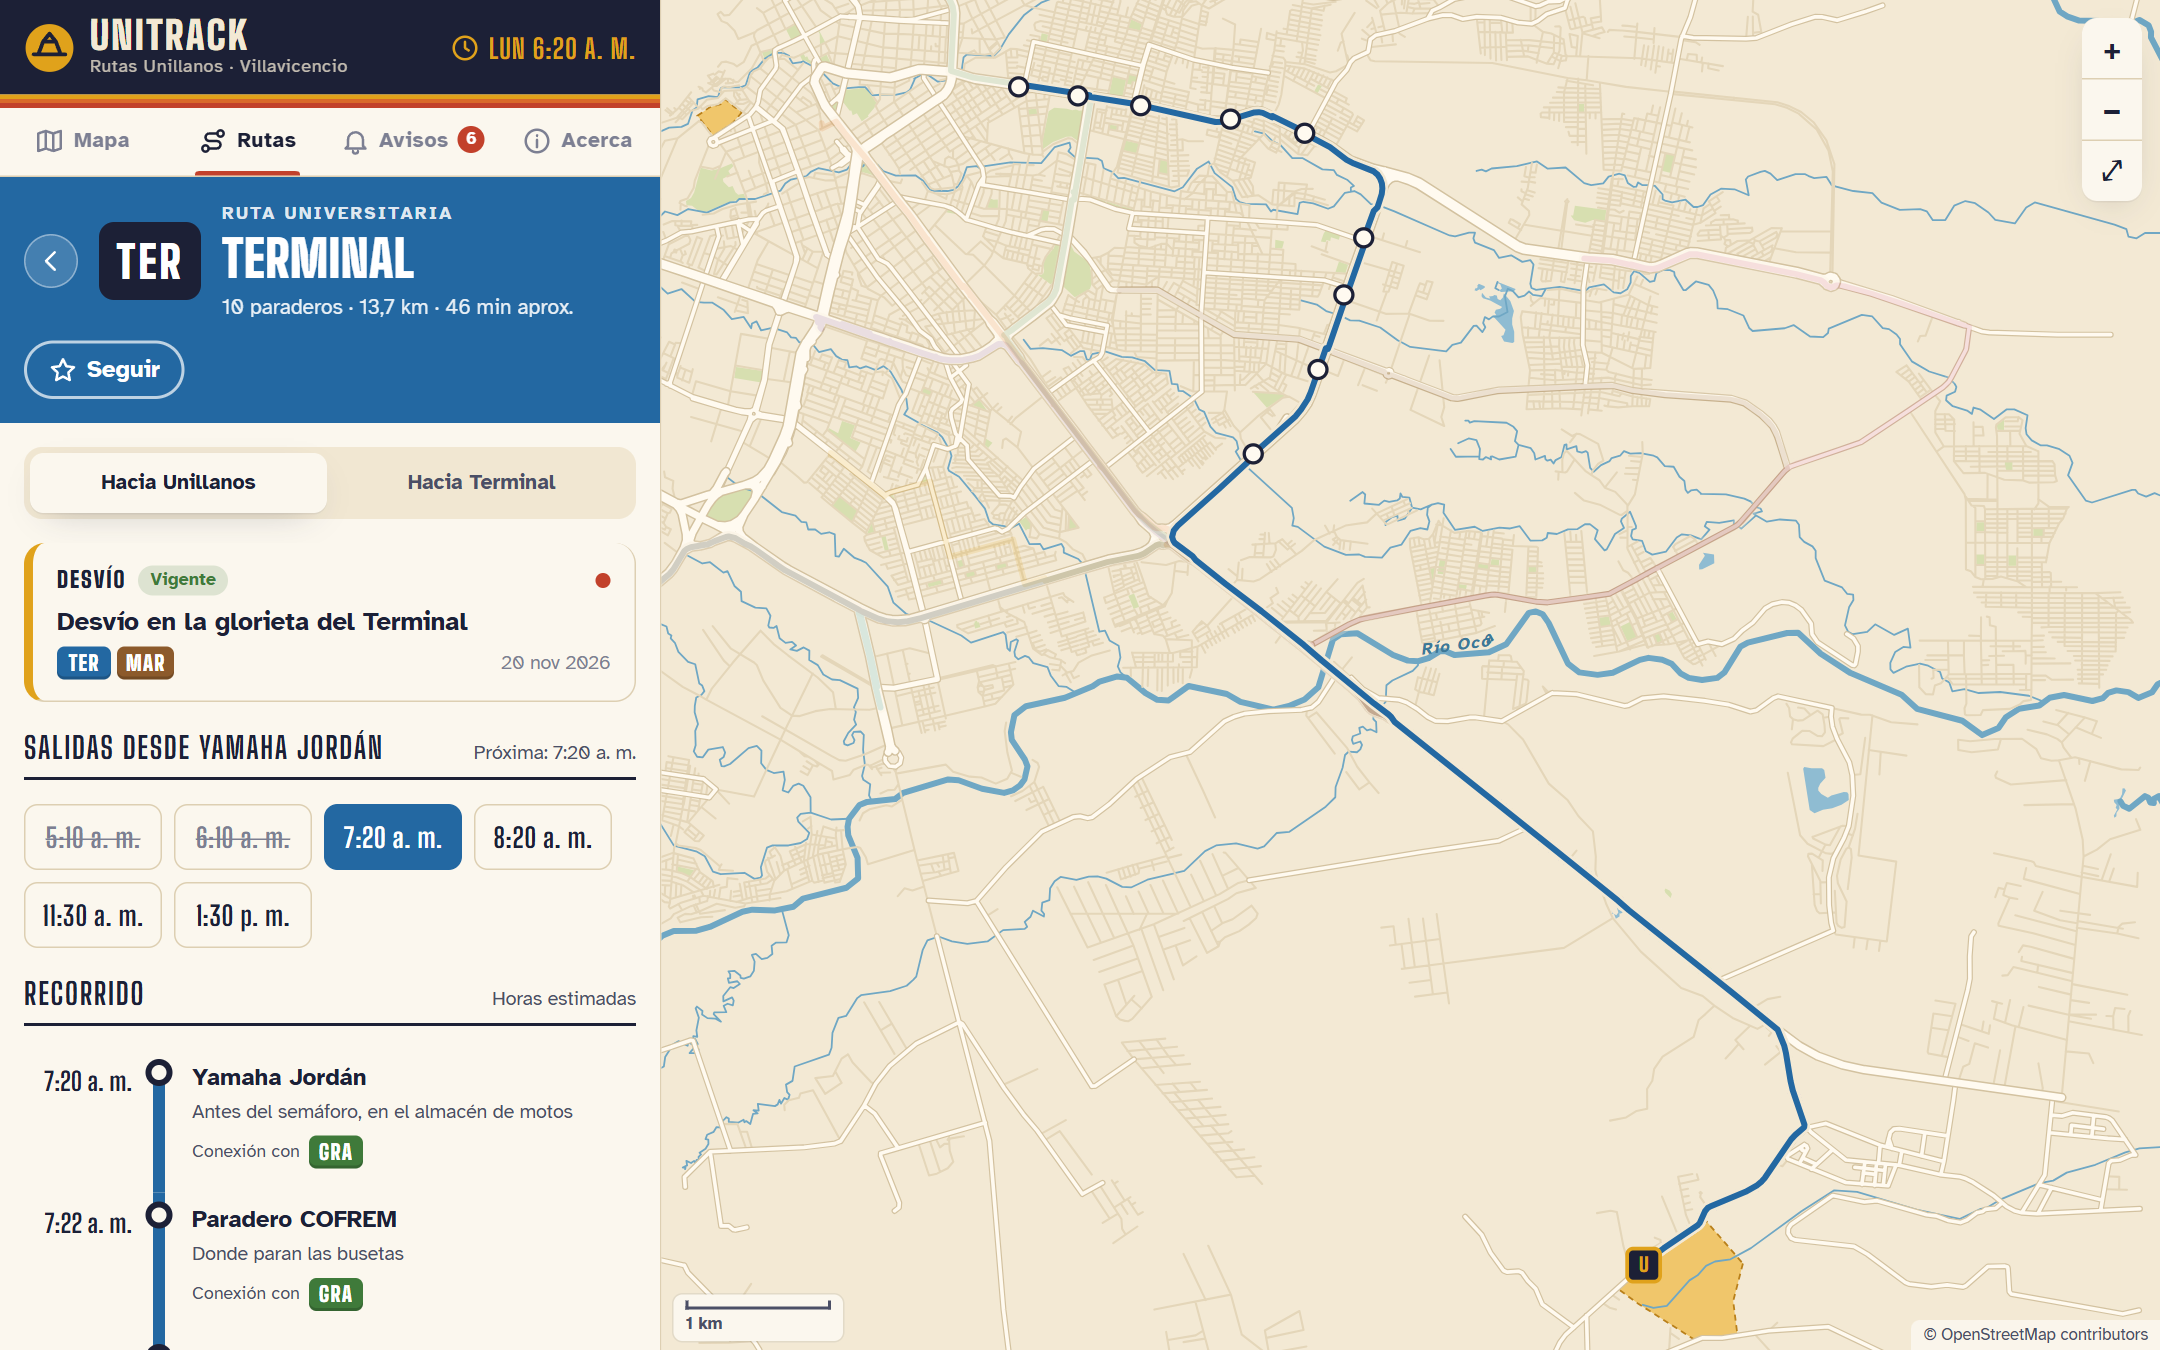 UNITRACK
Rutas Unillanos · Villavicencio
LUN 6:20 A. M.
Mapa
Rutas
Avisos 6
Acerca
RUTA UNIVERSITARIA
TER
TERMINAL
10 paraderos · 13,7 km · 46 min aprox.
Seguir
Hacia Unillanos
Hacia Terminal
DESVÍO Vigente
Desvío en la glorieta del Terminal
TER MAR
20 nov 2026
SALIDAS DESDE YAMAHA JORDÁN
Próxima: 7:20 a. m.
5:10 a. m.
6:10 a. m.
7:20 a. m.
8:20 a. m.
11:30 a. m.
1:30 p. m.
RECORRIDO
Horas estimadas
7:20 a. m.
Yamaha Jordán
Antes del semáforo, en el almacén de motos
Conexión con GRA
7:22 a. m.
Paradero COFREM
Donde paran las busetas
Conexión con GRA
+
−
Río Ocoa
U
1 km
© OpenStreetMap contributors